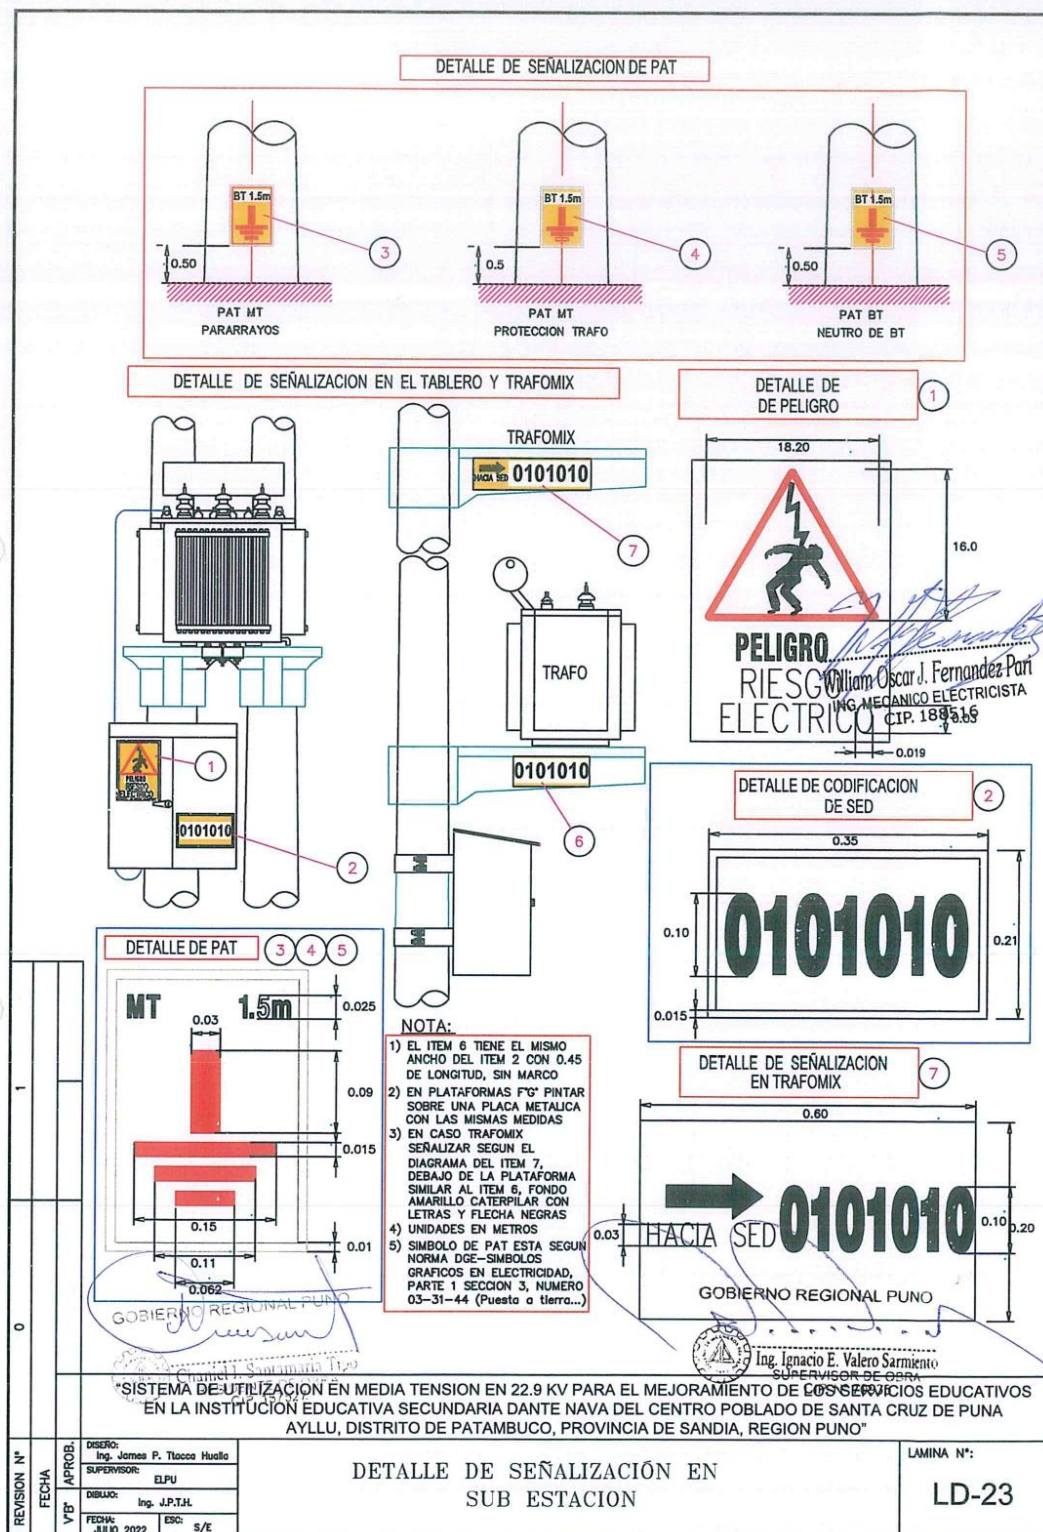 DETALLE DE SEÑALIZACION DE PAT
BT 1.5m
BT 1.5m
BT 1.5m
3
4
5
0.50
0.5
0.50
PAT MT
PARARRAYOS
PAT MT
PROTECCION TRAFO
PAT BT
NEUTRO DE BT
DETALLE DE SEÑALIZACION EN EL TABLERO Y TRAFOMIX
DETALLE DE
DE PELIGRO
1
TRAFOMIX
HACIA SED 0101010
7
18.20
16.0
PELIGRO
RIESGO
ELECTRICO
0.03
0.019
William Oscar J. Fernandez Pari
ING. MECANICO ELECTRICISTA
CIP. 188516
TRAFO
0101010
6
1
PELIGRO
RIESGO
ELECTRICO
0101010
2
DETALLE DE CODIFICACION
DE SED
2
0.35
0.10
0101010
0.21
0.015
DETALLE DE PAT
3 4 5
MT 1.5m
0.025
0.03
0.09
0.015
0.15
0.01
0.11
0.062
NOTA:
1) EL ITEM 6 TIENE EL MISMO
ANCHO DEL ITEM 2 CON 0.45
DE LONGITUD, SIN MARCO
2) EN PLATAFORMAS F°G° PINTAR
SOBRE UNA PLACA METALICA
CON LAS MISMAS MEDIDAS
3) EN CASO TRAFOMIX
SEÑALIZAR SEGUN EL
DIAGRAMA DEL ITEM 7,
DEBAJO DE LA PLATAFORMA
SIMILAR AL ITEM 6, FONDO
AMARILLO CATERPILAR CON
LETRAS Y FLECHA NEGRAS
4) UNIDADES EN METROS
5) SIMBOLO DE PAT ESTA SEGUN
NORMA DGE-SIMBOLOS
GRAFICOS EN ELECTRICIDAD,
PARTE 1 SECCION 3, NUMERO
03-31-44 (Puesta a tierra...)
DETALLE DE SEÑALIZACION
EN TRAFOMIX
7
0.60
0.03
HACIA SED 0101010
0.10
0.20
GOBIERNO REGIONAL PUNO
Ing. Ignacio E. Valero Sarmiento
SUPERVISOR DE OBRA
GOBIERNO REGIONAL PUNO
"SISTEMA DE UTILIZACION EN MEDIA TENSION EN 22.9 KV PARA EL MEJORAMIENTO DE LOS SERVICIOS EDUCATIVOS
EN LA INSTITUCION EDUCATIVA SECUNDARIA DANTE NAVA DEL CENTRO POBLADO DE SANTA CRUZ DE PUNA
AYLLU, DISTRITO DE PATAMBUCO, PROVINCIA DE SANDIA, REGION PUNO"
1
0
REVISION N°
FECHA
V°B° APROB.
DISEÑO:
Ing. James P. Ttacca Hualla
SUPERVISOR:
ELPU
DIBUJO:
Ing. J.P.T.H.
FECHA:
JULIO 2022
ESC:
S/E
DETALLE DE SEÑALIZACIÓN EN
SUB ESTACION
LAMINA N°:
LD-23